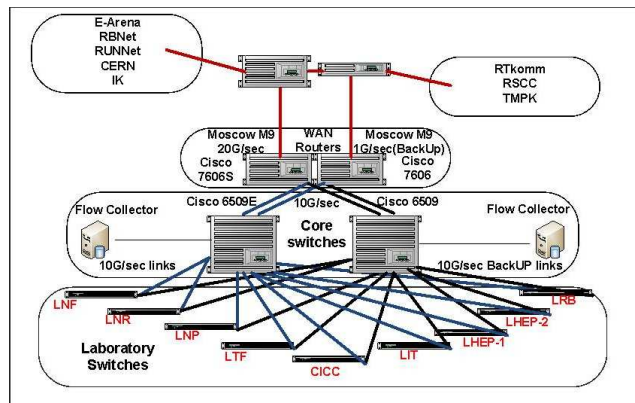 E-Arena
RBNet
RUNNet
CERN
IK
RTkomm
RSCC
TMPK
Moscow M9
20G/sec
Cisco
7606S
WAN
Routers
Moscow M9
1G/sec(BackUp)
Cisco
7606
Cisco 6509E
10G/sec
Cisco 6509
Flow Collector
Core
switches
Flow Collector
10G/sec links
10G/sec BackUP links
LNF
LNR
LNP
LTF
CICC
LIT
LHEP-1
LHEP-2
LRB
Laboratory
Switches